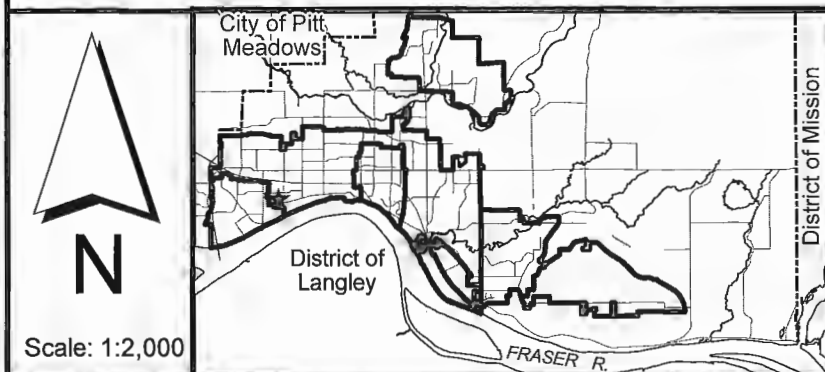 N
Scale: 1:2,000
City of Pitt
Meadows
District of
Langley
FRASER R.
District of Mission